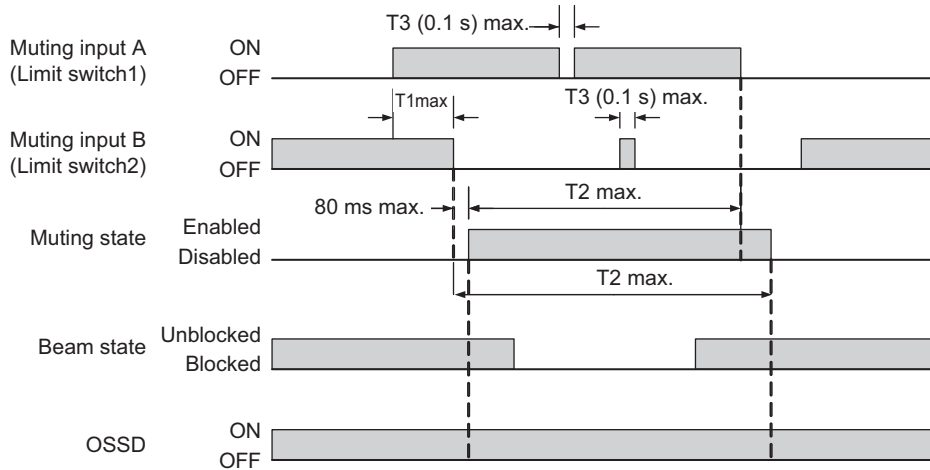 T3 (0.1 s) max.
Muting input A
(Limit switch1)
ON
OFF
T1max
T3 (0.1 s) max.
Muting input B
(Limit switch2)
ON
OFF
80 ms max.
T2 max.
Muting state
Enabled
Disabled
T2 max.
Beam state
Unblocked
Blocked
OSSD
ON
OFF